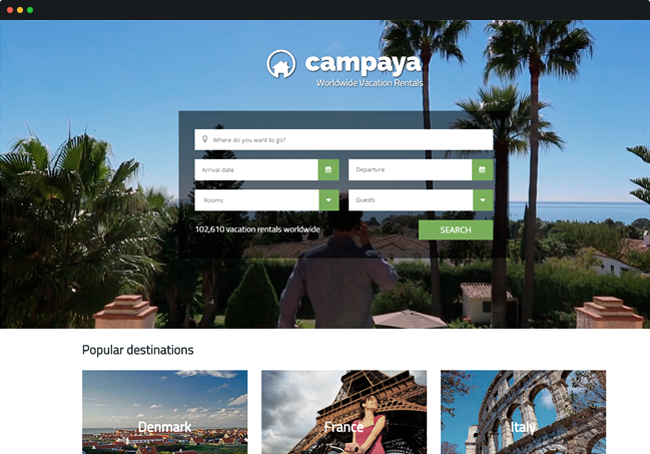 campaya
Worldwide Vacation Rentals
Where do you want to go?
Arrival date
Departure
Rooms
Guests
102,610 vacation rentals worldwide
SEARCH
Popular destinations
Denmark
France
Italy